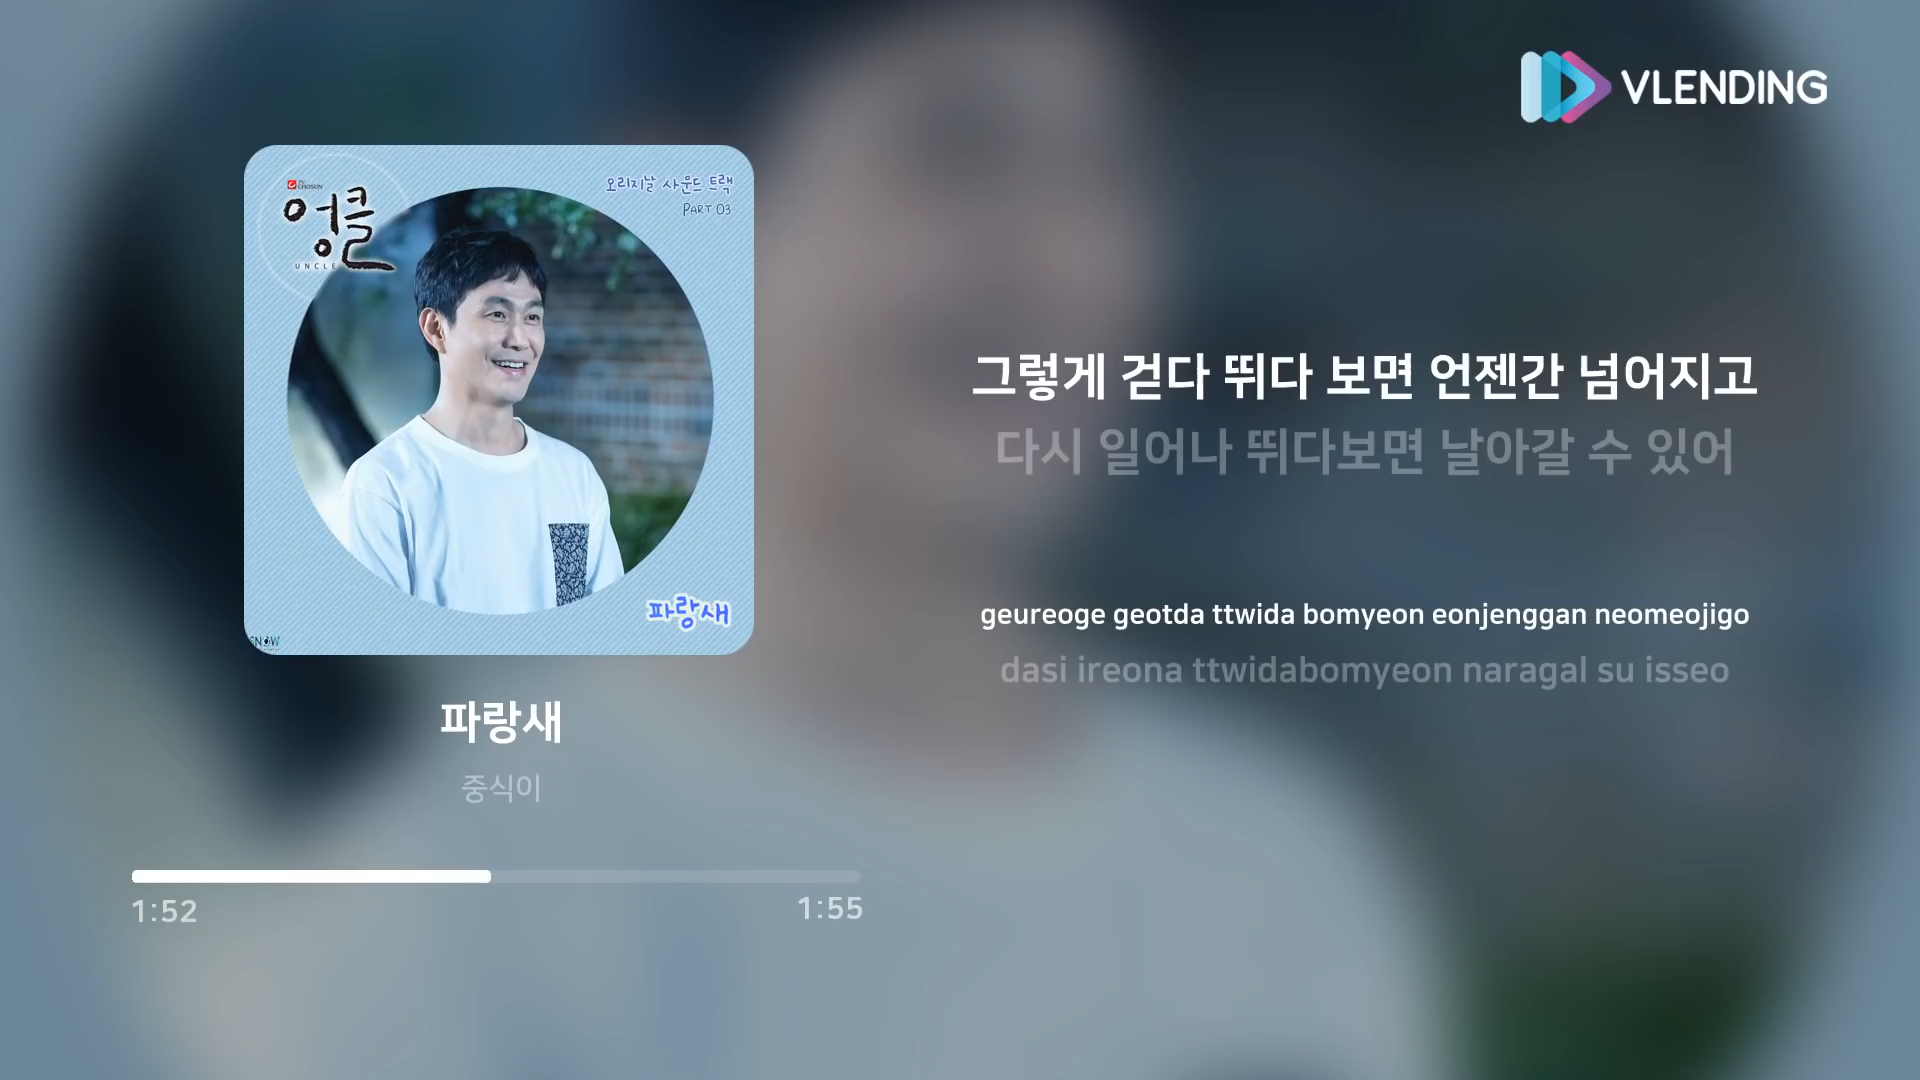 VLENDING
TV CHOSUN
엉클
UNCLE
오리지날 사운드 트랙
PART 03
파랑새
SNOW
파랑새
중식이
1:52
1:55
그렇게 걷다 뛰다 보면 언젠간 넘어지고
다시 일어나 뛰다보면 날아갈 수 있어
geureoge geotda ttwida bomyeon eonjenggan neomeojigo
dasi ireona ttwidabomyeon naragal su isseo